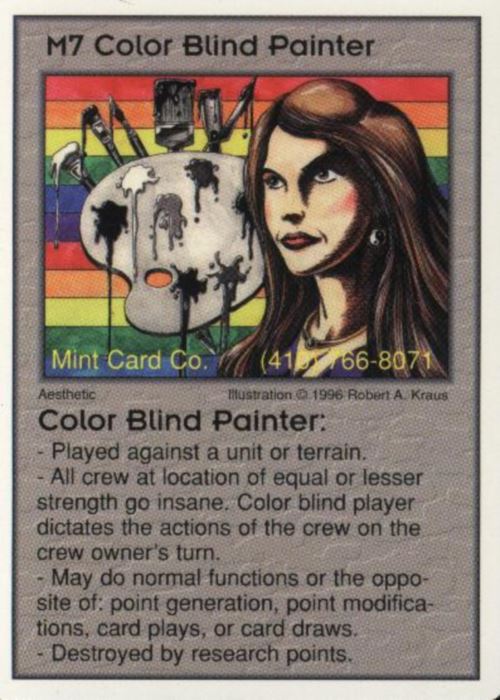 M7 Color Blind Painter
Mint Card Co. (410) 766-8071
Aesthetic Illustration © 1996 Robert A. Kraus
Color Blind Painter:
- Played against a unit or terrain.
- All crew at location of equal or lesser
strength go insane. Color blind player
dictates the actions of the crew on the
crew owner's turn.
- May do normal functions or the oppo-
site of: point generation, point modifica-
tions, card plays, or card draws.
- Destroyed by research points.